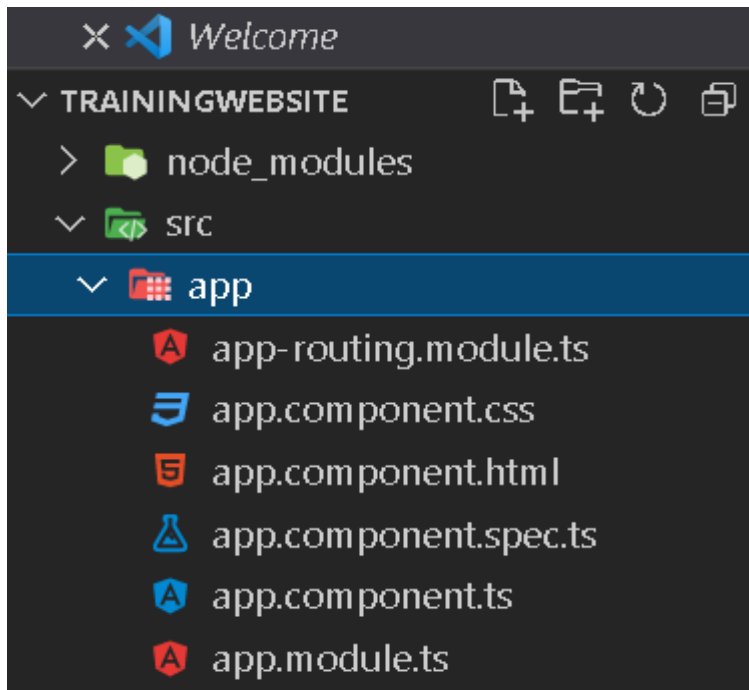 Welcome
TRAININGWEBSITE
node_modules
src
app
app-routing.module.ts
app.component.css
app.component.html
app.component.spec.ts
app.component.ts
app.module.ts